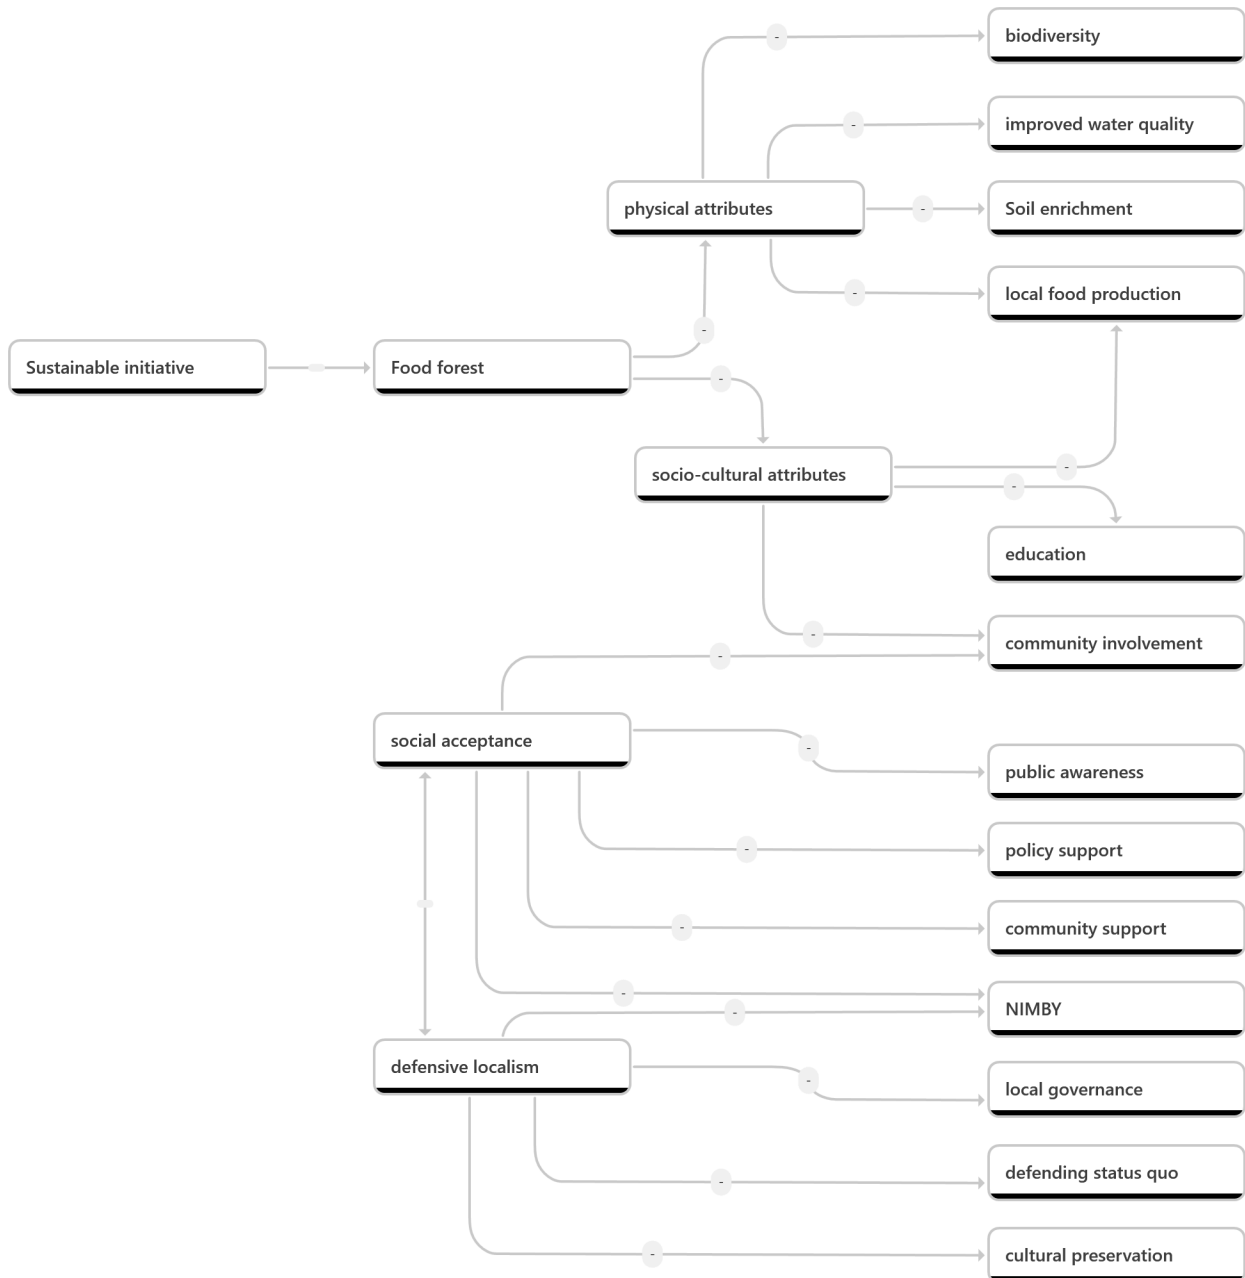 biodiversity
improved water quality
physical attributes
Soil enrichment
local food production
Sustainable initiative
Food forest
socio-cultural attributes
education
community involvement
social acceptance
public awareness
policy support
community support
NIMBY
defensive localism
local governance
defending status quo
cultural preservation